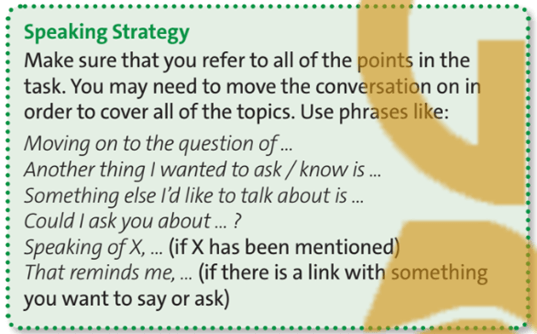 Speaking Strategy
Make sure that you refer to all of the points in the
task. You may need to move the conversation on in
order to cover all of the topics. Use phrases like:
Moving on to the question of ...
Another thing I wanted to ask / know is ...
Something else I'd like to talk about is ...
Could I ask you about ... ?
Speaking of X, ... (if X has been mentioned)
That reminds me, ... (if there is a link with something
you want to say or ask)